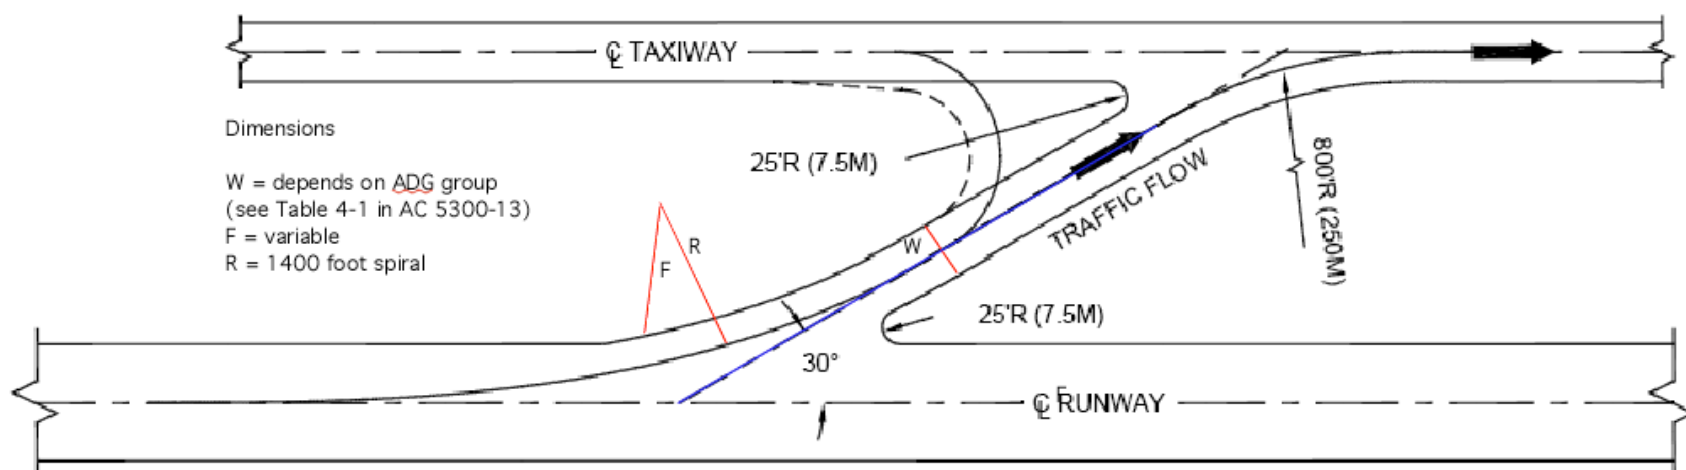 ℄ TAXIWAY
Dimensions
W = depends on ADG group
(see Table 4-1 in AC 5300-13)
F = variable
R = 1400 foot spiral
25'R (7.5M)
TRAFFIC FLOW
800'R (250M)
R
F
W
25'R (7.5M)
30°
℄ F RUNWAY